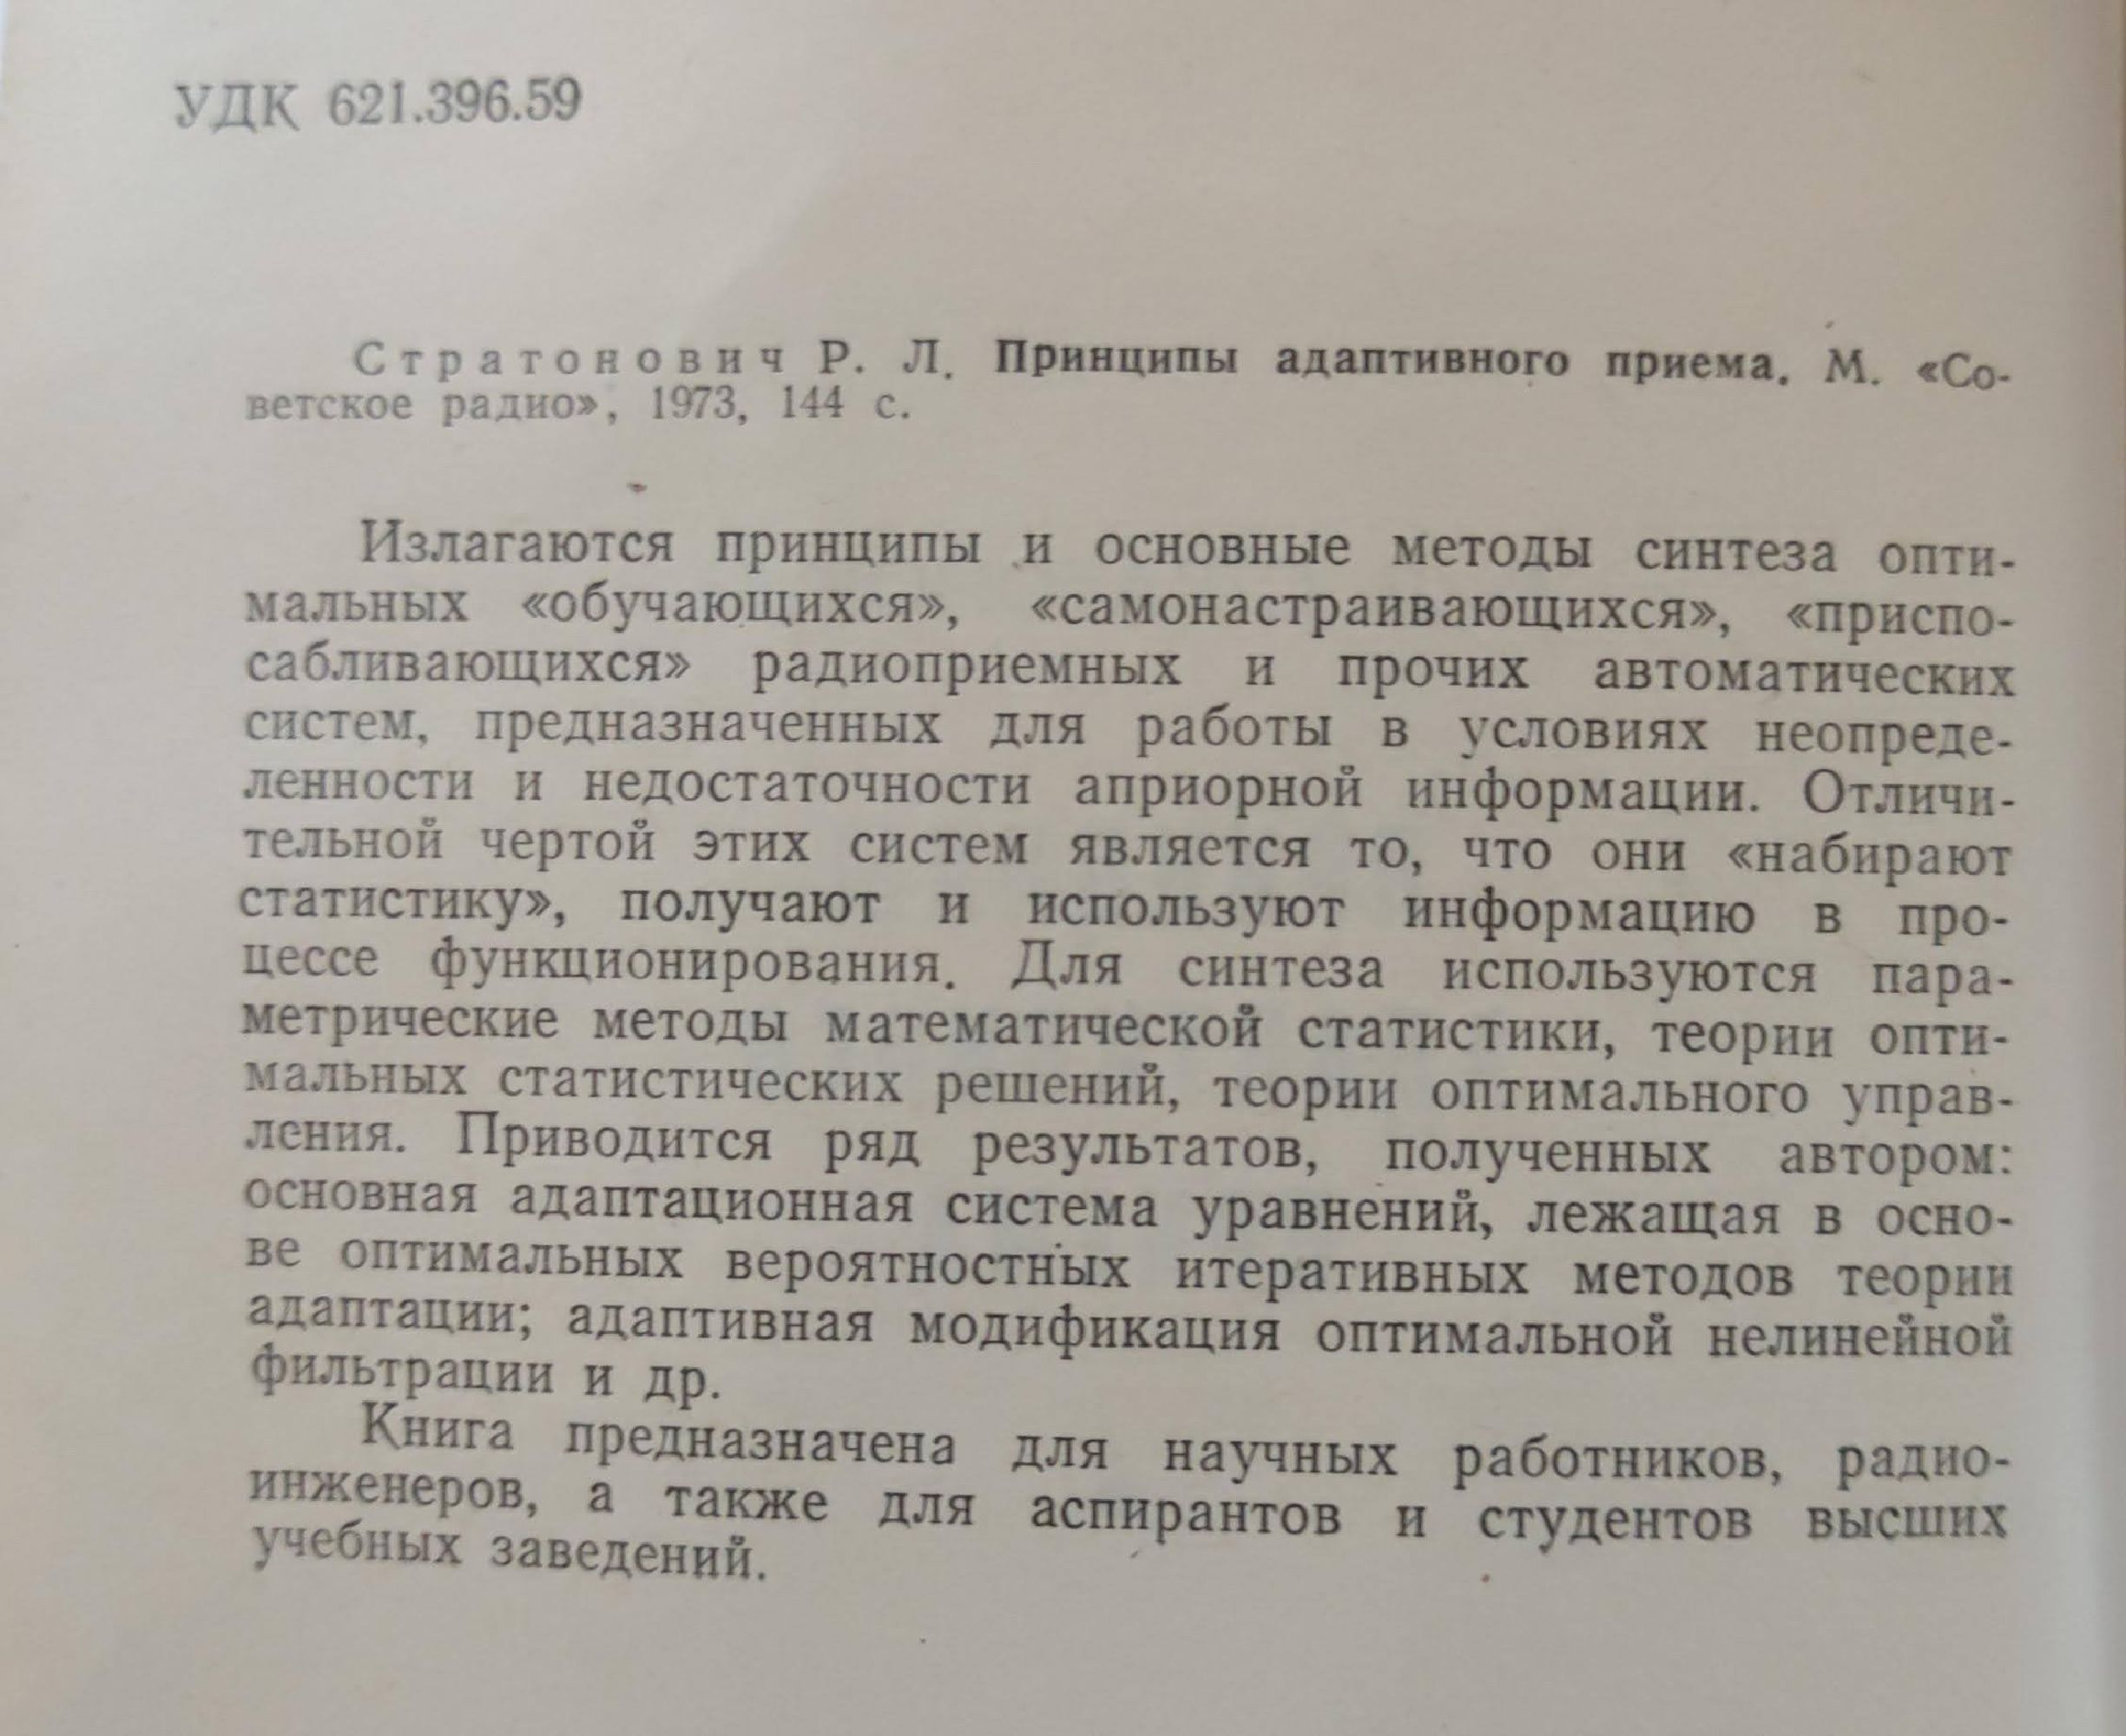 УДК 621.396.59
Стратонович Р. Л. Принципы адаптивного приема. М. «Со-
ветское радио», 1973, 144 с.
Излагаются принципы и основные методы синтеза опти-
мальных «обучающихся», «самонастраивающихся», «приспо-
сабливающихся» радиоприемных и прочих автоматических
систем, предназначенных для работы в условиях неопреде-
ленности и недостаточности априорной информации. Отличи-
тельной чертой этих систем является то, что они «набирают
статистику», получают и используют информацию в про-
цессе функционирования. Для синтеза используются пара-
метрические методы математической статистики, теории опти-
мальных статистических решений, теории оптимального управ-
ления. Приводится ряд результатов, полученных автором:
основная адаптационная система уравнений, лежащая в осно-
ве оптимальных вероятностных итеративных методов теории
адаптации; адаптивная модификация оптимальной нелинейной
фильтрации и др.
Книга предназначена для научных работников, радио-
инженеров, а также для аспирантов и студентов высших
учебных заведений.